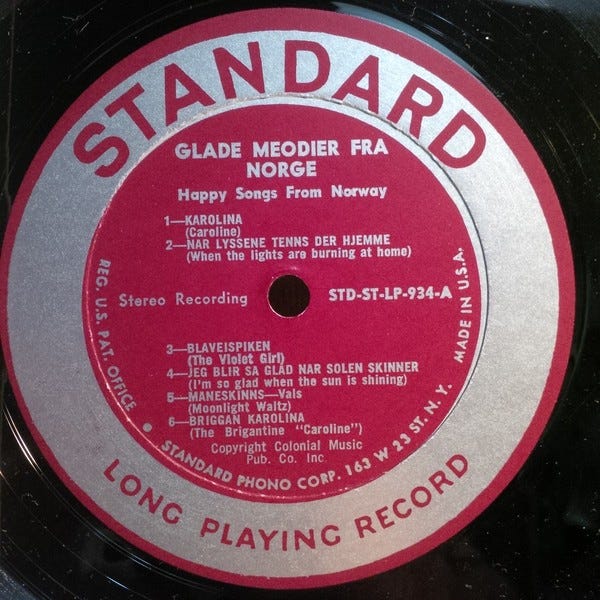 STANDARD
GLADE MEODIER FRA
NORGE
Happy Songs From Norway
1—KAROLINA
(Caroline)
2—NAR LYSSENE TENNS DER HJEMME
(When the lights are burning at home)
Stereo Recording
STD-ST-LP-934-A
3—BLAVEISPIKEN
(The Violet Girl)
4—JEG BLIR SA GLAD NAR SOLEN SKINNER
(I'm so glad when the sun is shining)
5—MANESKINNS—Vals
(Moonlight Waltz)
6—BRIGGAN KAROLINA
(The Brigantine "Caroline")
Copyright Colonial Music
Pub. Co. Inc.
REG. U.S. PAT. OFFICE • STANDARD PHONO CORP. 163 W 23 ST. N. Y. MADE IN U.S.A.
LONG PLAYING RECORD